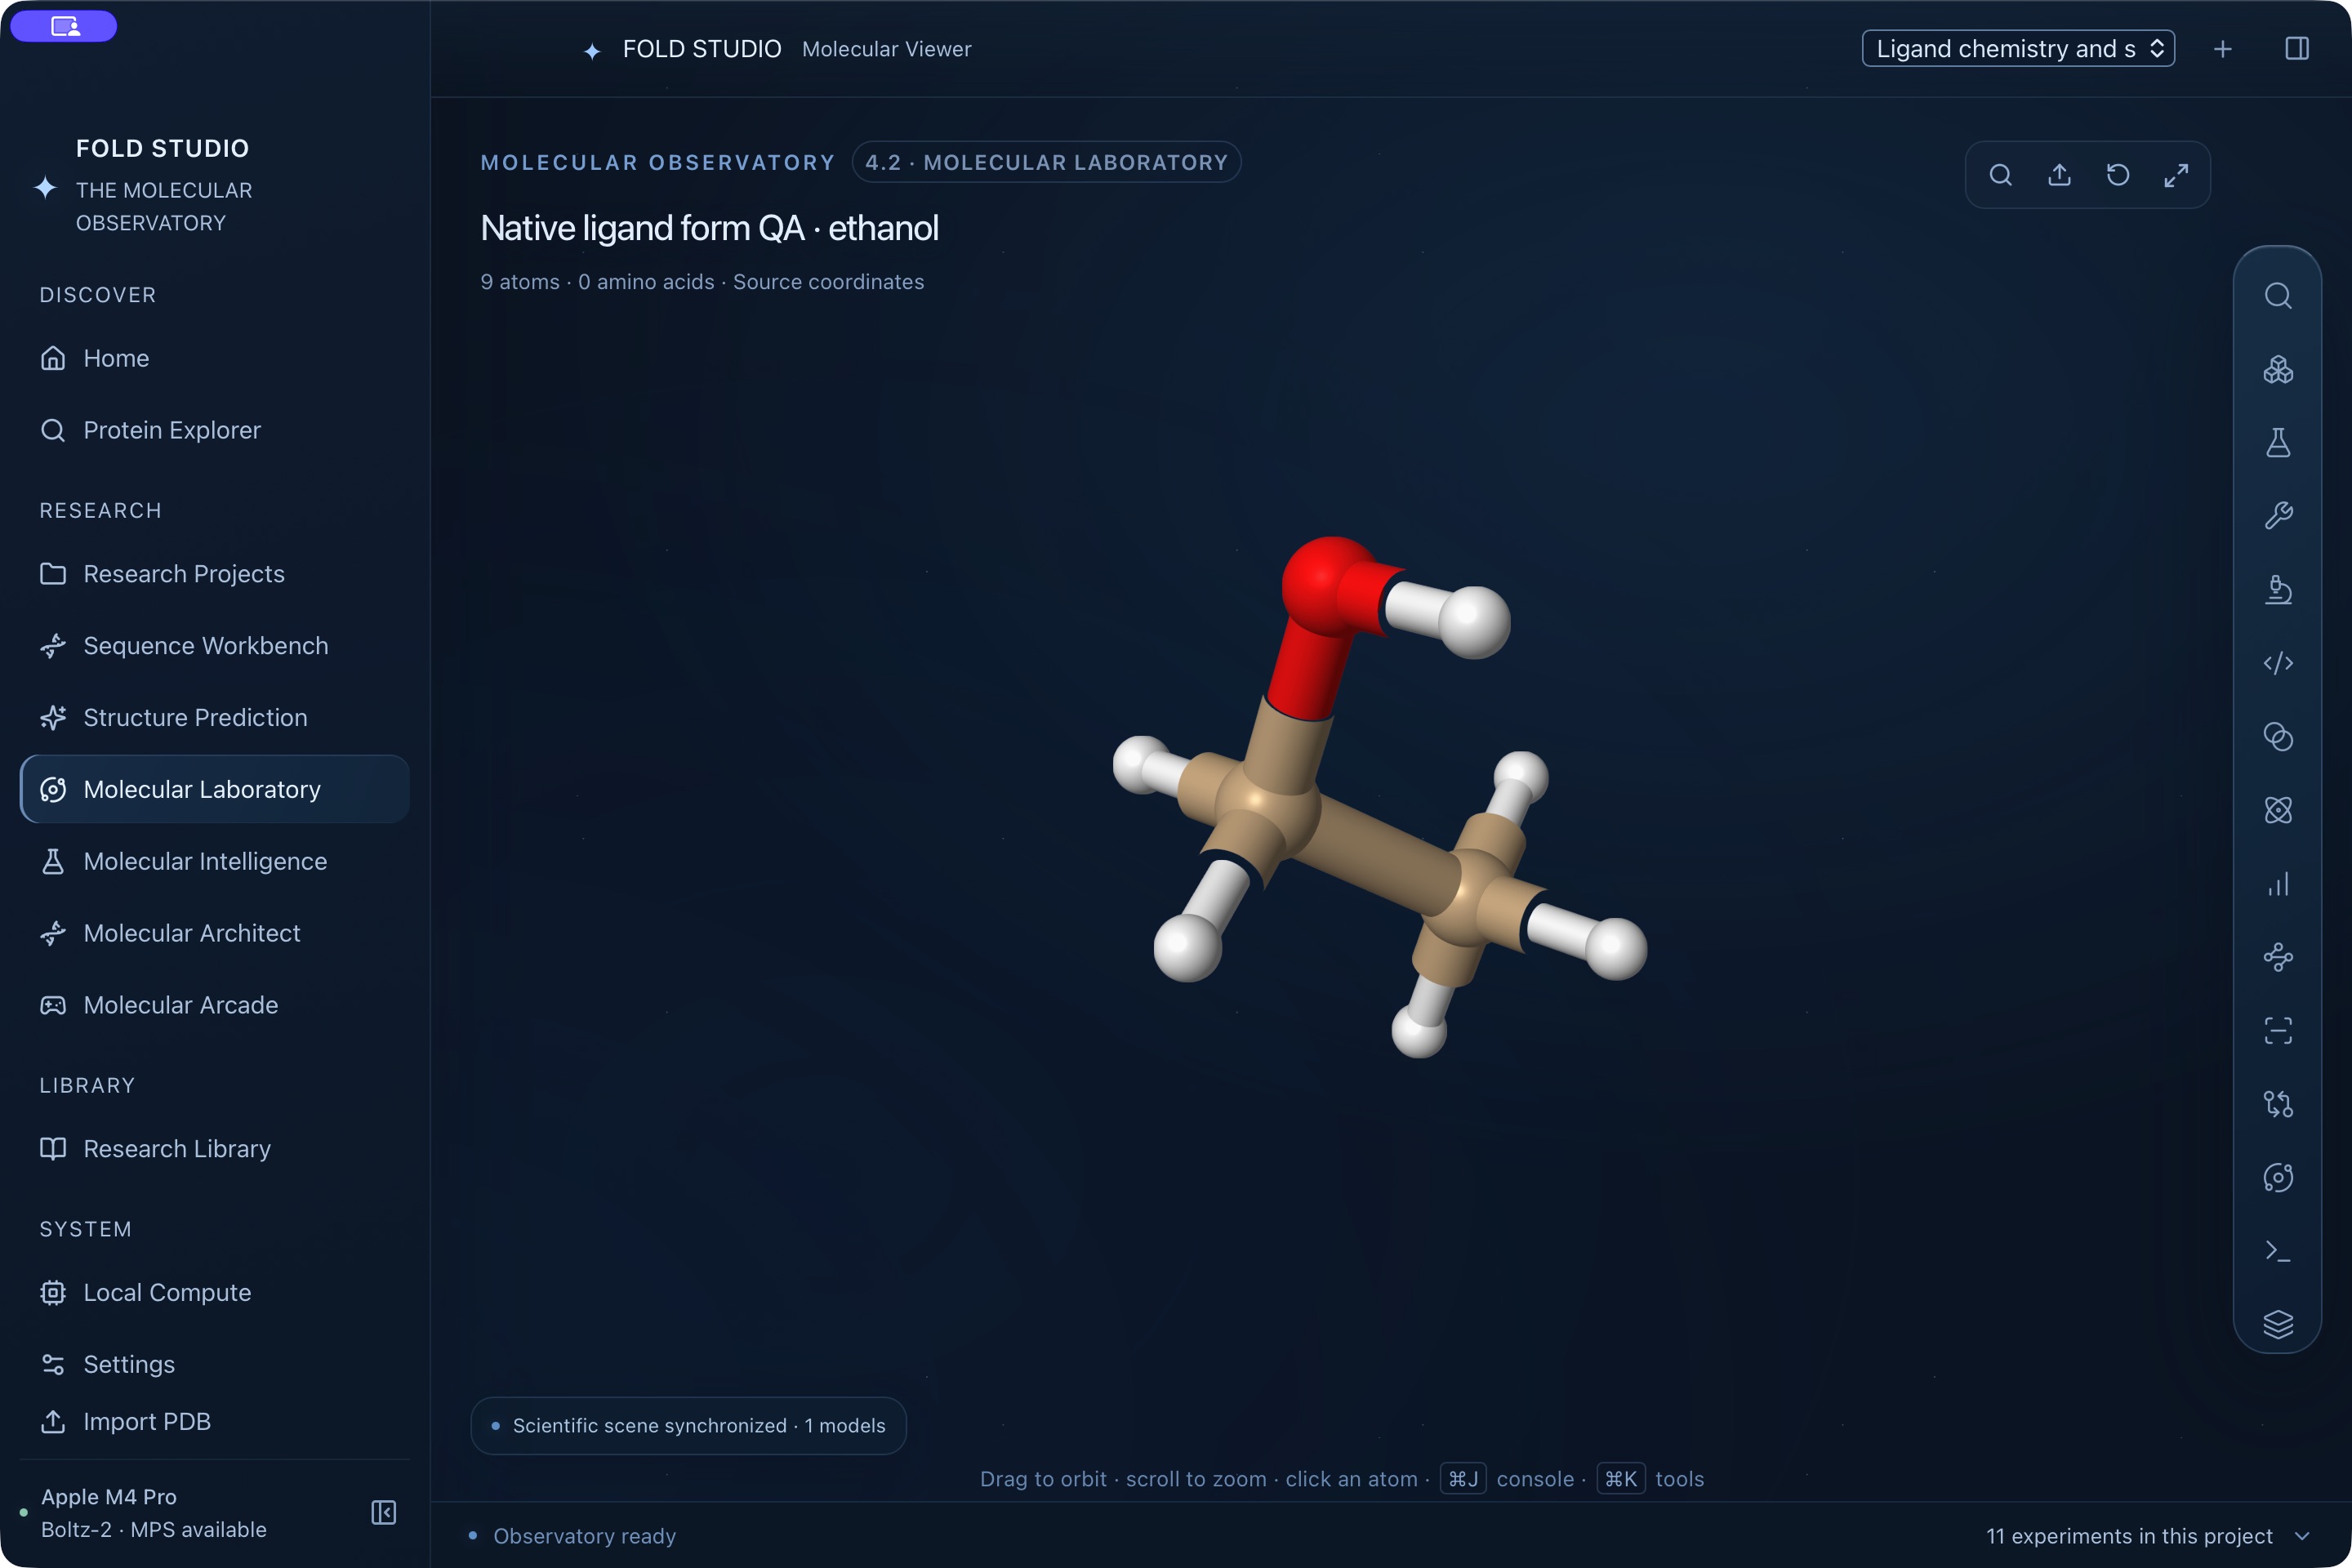 FOLD STUDIO
THE MOLECULAR
OBSERVATORY
DISCOVER
Home
Protein Explorer
RESEARCH
Research Projects
Sequence Workbench
Structure Prediction
Molecular Laboratory
Molecular Intelligence
Molecular Architect
Molecular Arcade
LIBRARY
Research Library
SYSTEM
Local Compute
Settings
Import PDB
Apple M4 Pro
Boltz-2 · MPS available
FOLD STUDIO Molecular Viewer
Ligand chemistry and s
MOLECULAR OBSERVATORY 4.2 · MOLECULAR LABORATORY
Native ligand form QA · ethanol
9 atoms · 0 amino acids · Source coordinates
Scientific scene synchronized · 1 models
Drag to orbit · scroll to zoom · click an atom · ⌘J console · ⌘K tools
Observatory ready
11 experiments in this project